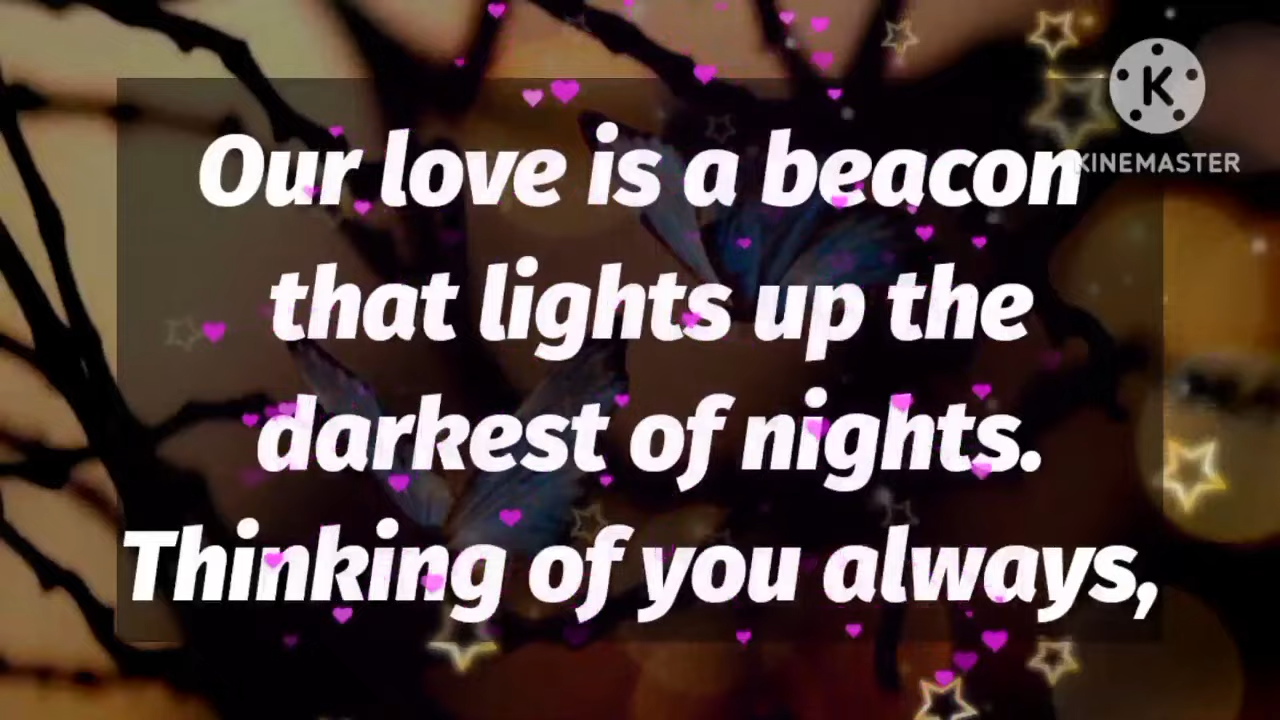 Our love is a beacon
that lights up the
darkest of nights.
Thinking of you always,
K
KINEMASTER